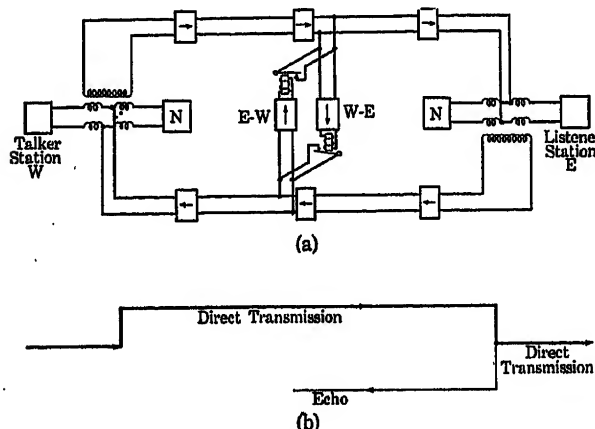 E-W
W-E
N
N
Talker
Station
W
Listener
Station
E
(a)
Direct Transmission
Direct
Transmission
Echo
(b)